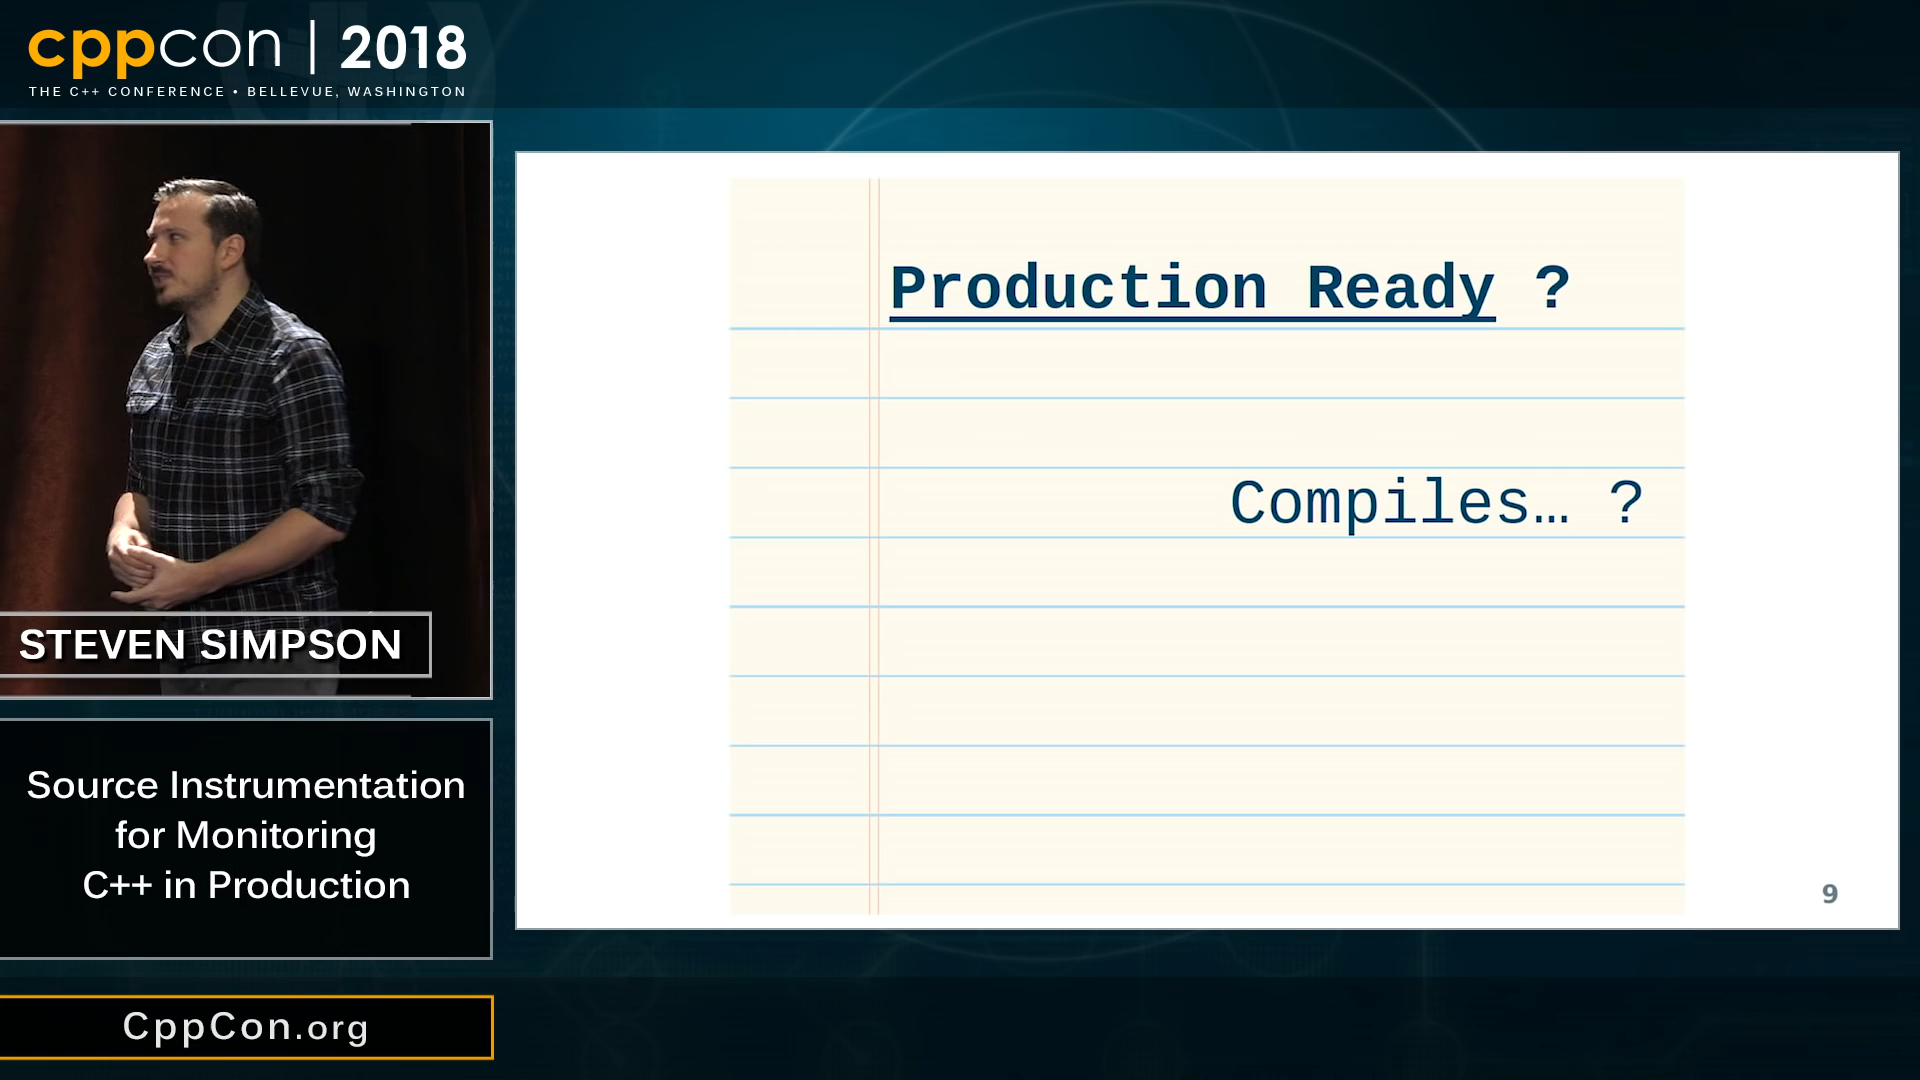 cppcon | 2018
THE C++ CONFERENCE • BELLEVUE, WASHINGTON
STEVEN SIMPSON
Source Instrumentation
for Monitoring
C++ in Production
CppCon.org
Production Ready ?
Compiles… ?
9